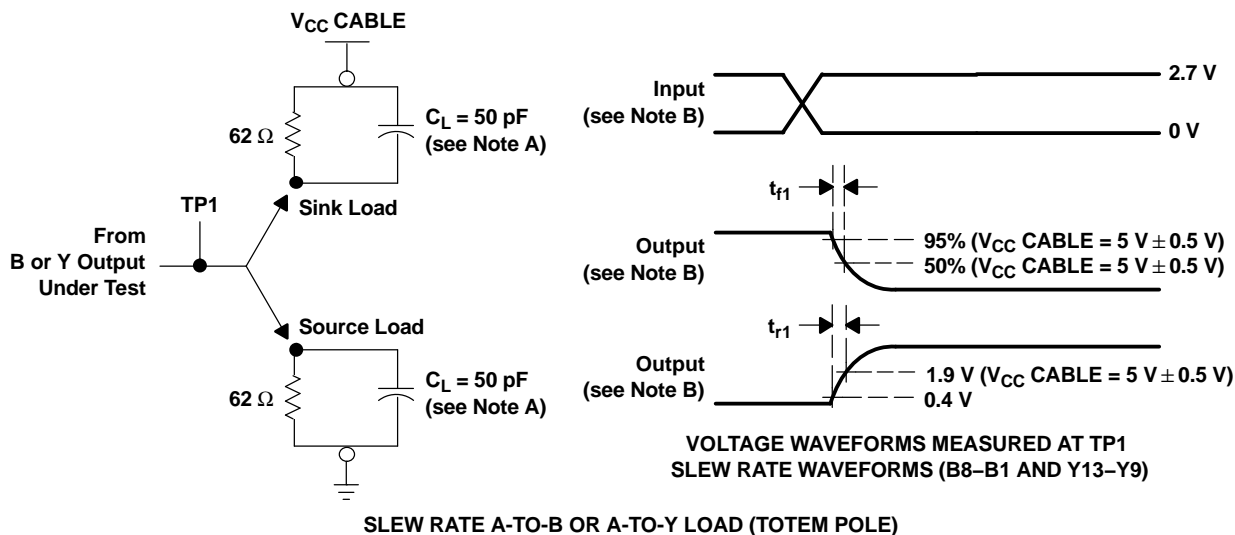 VCC CABLE
62 Ω
CL = 50 pF
(see Note A)
Sink Load
TP1
From
B or Y Output
Under Test
Source Load
62 Ω
CL = 50 pF
(see Note A)
Input
(see Note B)
2.7 V
0 V
tf1
Output
(see Note B)
95% (VCC CABLE = 5 V ± 0.5 V)
50% (VCC CABLE = 5 V ± 0.5 V)
tr1
Output
(see Note B)
1.9 V (VCC CABLE = 5 V ± 0.5 V)
0.4 V
VOLTAGE WAVEFORMS MEASURED AT TP1
SLEW RATE WAVEFORMS (B8–B1 AND Y13–Y9)
SLEW RATE A-TO-B OR A-TO-Y LOAD (TOTEM POLE)